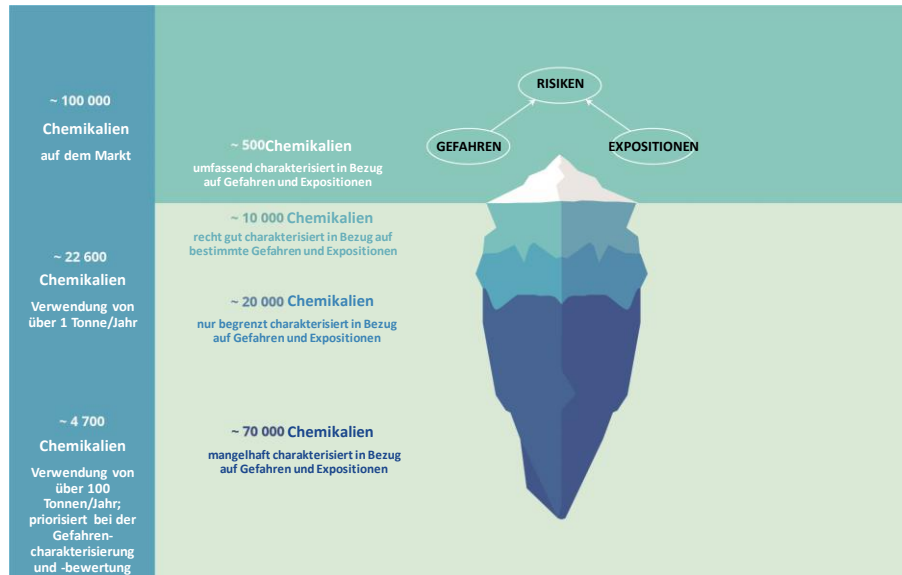 ~ 100 000
Chemikalien
auf dem Markt
~ 22 600
Chemikalien
Verwendung von
über 1 Tonne/Jahr
~ 4 700
Chemikalien
Verwendung von
über 100
Tonnen/Jahr;
priorisiert bei der
Gefahren-
charakterisierung
und -bewertung
~ 500Chemikalien
umfassend charakterisiert in Bezug
auf Gefahren und Expositionen
~ 10 000 Chemikalien
recht gut charakterisiert in Bezug auf
bestimmte Gefahren und Expositionen
~ 20 000 Chemikalien
nur begrenzt charakterisiert in Bezug
auf Gefahren und Expositionen
~ 70 000 Chemikalien
mangelhaft charakterisiert in Bezug
auf Gefahren und Expositionen
RISIKEN
GEFAHREN
EXPOSITIONEN